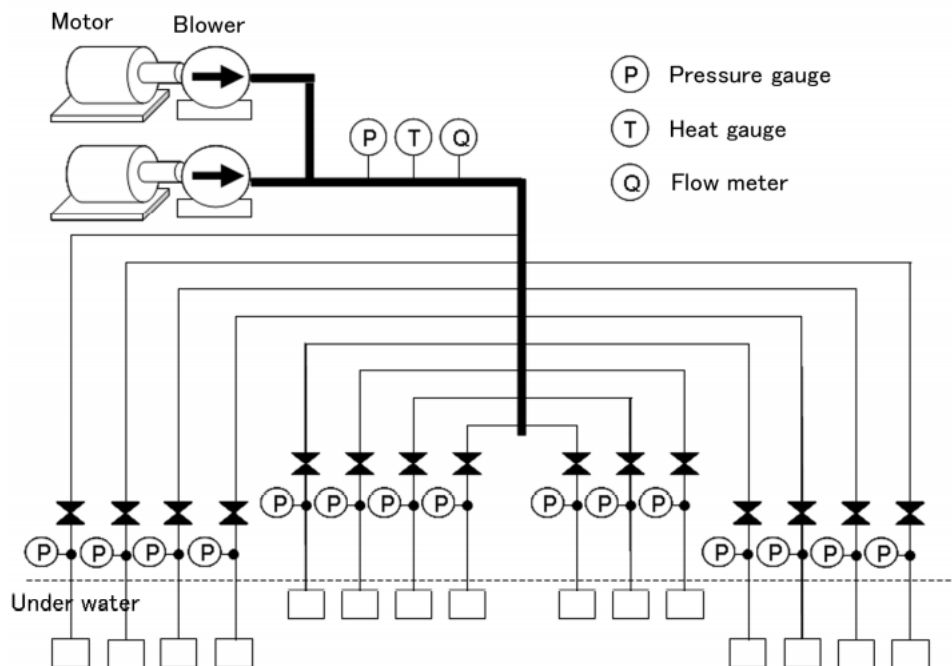 Motor Blower
P Pressure gauge
P T Q
T Heat gauge
Q Flow meter
P P P P P P P
P P P P P P P P
Under water